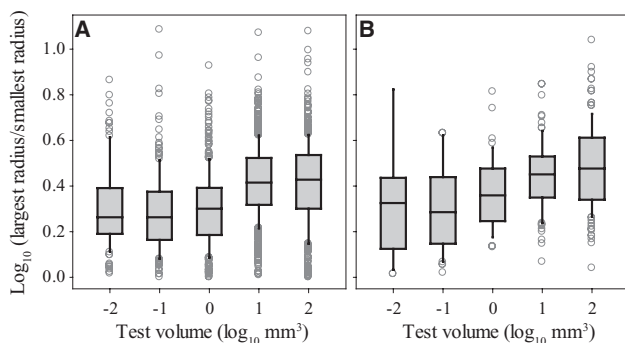 A
B
Log10 (largest radius/smallest radius)
1.0
0.8
0.6
0.4
0.2
0.0
-2 -1 0 1 2
-2 -1 0 1 2
Test volume (log10 mm³)
Test volume (log10 mm³)